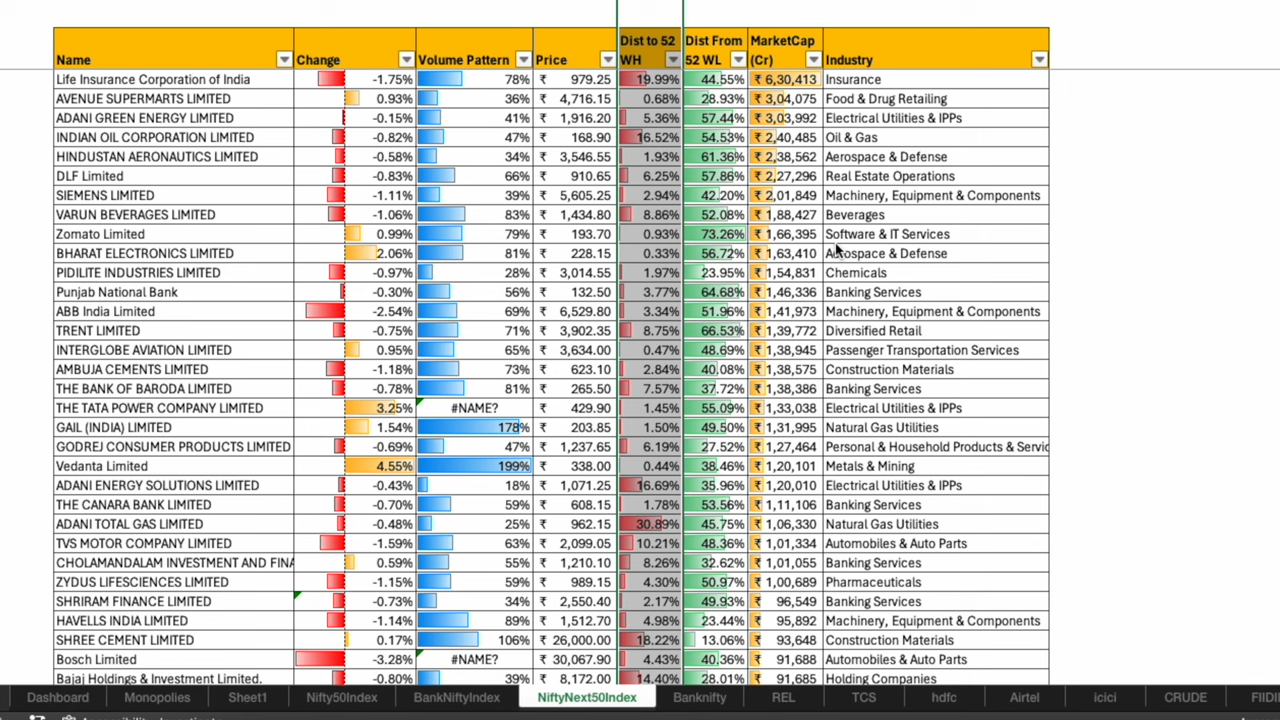 Name Change Volume Pattern Price Dist to 52 WH Dist From 52 WL MarketCap (Cr) Industry
Life Insurance Corporation of India -1.75% 78% ₹ 979.25 19.99% 44.55% ₹ 6,30,413 Insurance
AVENUE SUPERMARTS LIMITED 0.93% 36% ₹ 4,716.15 0.68% 28.93% ₹ 3,04,075 Food & Drug Retailing
ADANI GREEN ENERGY LIMITED -0.15% 41% ₹ 1,916.20 5.36% 57.44% ₹ 3,03,992 Electrical Utilities & IPPs
INDIAN OIL CORPORATION LIMITED -0.82% 47% ₹ 168.90 16.52% 54.53% ₹ 2,40,485 Oil & Gas
HINDUSTAN AERONAUTICS LIMITED -0.58% 34% ₹ 3,546.55 1.93% 61.36% ₹ 2,38,562 Aerospace & Defense
DLF Limited -0.83% 66% ₹ 910.65 6.25% 57.86% ₹ 2,27,296 Real Estate Operations
SIEMENS LIMITED -1.11% 39% ₹ 5,605.25 2.94% 42.20% ₹ 2,01,849 Machinery, Equipment & Components
VARUN BEVERAGES LIMITED -1.06% 83% ₹ 1,434.80 8.86% 52.08% ₹ 1,88,427 Beverages
Zomato Limited 0.99% 79% ₹ 193.70 0.93% 73.26% ₹ 1,66,395 Software & IT Services
BHARAT ELECTRONICS LIMITED 2.06% 81% ₹ 228.15 0.33% 56.72% ₹ 1,63,410 Aerospace & Defense
PIDILITE INDUSTRIES LIMITED -0.97% 28% ₹ 3,014.55 1.97% 23.95% ₹ 1,54,831 Chemicals
Punjab National Bank -0.30% 56% ₹ 132.50 3.77% 64.68% ₹ 1,46,336 Banking Services
ABB India Limited -2.54% 69% ₹ 6,529.80 3.34% 51.96% ₹ 1,41,973 Machinery, Equipment & Components
TRENT LIMITED -0.75% 71% ₹ 3,902.35 8.75% 66.53% ₹ 1,39,772 Diversified Retail
INTERGLOBE AVIATION LIMITED 0.95% 65% ₹ 3,634.00 0.47% 48.69% ₹ 1,38,945 Passenger Transportation Services
AMBUJA CEMENTS LIMITED -1.18% 73% ₹ 623.10 2.84% 40.08% ₹ 1,38,575 Construction Materials
THE BANK OF BARODA LIMITED -0.78% 81% ₹ 265.50 7.57% 37.72% ₹ 1,38,386 Banking Services
THE TATA POWER COMPANY LIMITED 3.25% #NAME? ₹ 429.90 1.45% 55.09% ₹ 1,33,038 Electrical Utilities & IPPs
GAIL (INDIA) LIMITED 1.54% 178% ₹ 203.85 1.50% 49.50% ₹ 1,31,995 Natural Gas Utilities
GODREJ CONSUMER PRODUCTS LIMITED -0.69% 47% ₹ 1,237.65 6.19% 27.52% ₹ 1,27,464 Personal & Household Products & Servic
Vedanta Limited 4.55% 199% ₹ 338.00 0.44% 38.46% ₹ 1,20,101 Metals & Mining
ADANI ENERGY SOLUTIONS LIMITED -0.43% 18% ₹ 1,071.25 16.69% 35.96% ₹ 1,20,010 Electrical Utilities & IPPs
THE CANARA BANK LIMITED -0.70% 59% ₹ 608.15 1.78% 53.56% ₹ 1,11,106 Banking Services
ADANI TOTAL GAS LIMITED -0.48% 25% ₹ 962.15 30.89% 45.75% ₹ 1,06,330 Natural Gas Utilities
TVS MOTOR COMPANY LIMITED -1.59% 63% ₹ 2,099.05 10.21% 48.36% ₹ 1,01,334 Automobiles & Auto Parts
CHOLAMANDALAM INVESTMENT AND FINA 0.59% 55% ₹ 1,210.10 8.26% 32.62% ₹ 1,01,055 Banking Services
ZYDUS LIFESCIENCES LIMITED -1.15% 59% ₹ 989.15 4.30% 50.97% ₹ 1,00,689 Pharmaceuticals
SHRIRAM FINANCE LIMITED -0.73% 34% ₹ 2,550.40 2.17% 49.93% ₹ 96,549 Banking Services
HAVELLS INDIA LIMITED -1.14% 89% ₹ 1,512.70 4.98% 23.44% ₹ 95,892 Machinery, Equipment & Components
SHREE CEMENT LIMITED 0.17% 106% ₹ 26,000.00 18.22% 13.06% ₹ 93,648 Construction Materials
Bosch Limited -3.28% #NAME? ₹ 30,067.90 4.43% 40.36% ₹ 91,688 Automobiles & Auto Parts
Bajaj Holdings & Investment Limited. -0.80% 39% ₹ 8,172.00 14.40% 28.01% ₹ 91,685 Holding Companies
Dashboard Monopolies Sheet1 Nifty50Index BankNiftyIndex NiftyNext50Index Banknifty REL TCS hdfc Airtel icici CRUDE FIIDI